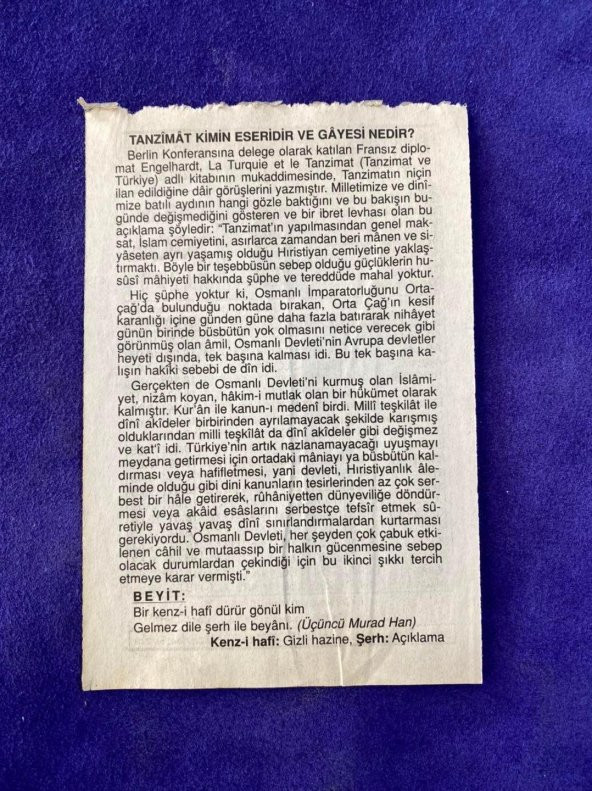 TANZİMÂT KİMİN ESERİDİR VE GÂYESİ NEDİR?
Berlin Konferansına delege olarak katılan Fransız diplo-
mat Engelhardt, La Turquie et le Tanzimat (Tanzimat ve
Türkiye) adlı kitabının mukaddimesinde, Tanzimatın niçin
ilan edildiğine dâir görüşlerini yazmıştır. Milletimize ve dinî-
mize batılı aydının hangi gözle baktığını ve bu bakışın bu-
günde değişmediğini gösteren ve bir ibret levhası olan bu
açıklama şöyledir: "Tanzimat'ın yapılmasından genel mak-
sat, İslam cemiyetini, asırlarca zamandan beri mânen ve si-
yâseten ayrı yaşamış olduğu Hıristiyan cemiyetine yaklaş-
tırmaktı. Böyle bir teşebbüsün sebep olduğu güçlüklerin hu-
sûsî mâhiyeti hakkında şüphe ve tereddüde mahal yoktur.
Hiç şüphe yoktur ki, Osmanlı İmparatorluğunu Orta-
çağ'da bulunduğu noktada bırakan, Orta Çağ'ın kesif
karanlığı içine günden güne daha fazla batırarak nihâyet
günün birinde büsbütün yok olmasını netice verecek gibi
görünmüş olan âmil, Osmanlı Devleti'nin Avrupa devletler
heyeti dışında, tek başına kalması idi. Bu tek başına ka-
lışın hakîki sebebi de dîn idi.
Gerçekten de Osmanlı Devleti'ni kurmuş olan İslâmi-
yet, nizâm koyan, hâkim-i mutlak olan bir hükûmet olarak
kalmıştır. Kur'ân ile kanun-ı medenî birdi. Millî teşkilât ile
dînî akîdeler birbirinden ayrılamayacak şekilde karışmış
olduklarından milli teşkilât da dînî akîdeler gibi değişmez
ve kat'î idi. Türkiye'nin artık nazlanamayacağı uyuşmayı
meydana getirmesi için ortadaki mâniayı ya büsbütün kal-
dırması veya hafifletmesi, yani devleti, Hıristiyanlık âle-
minde olduğu gibi dini kanunların tesirlerinden az çok ser-
best bir hâle getirerek, rûhâniyetten dünyeviliğe döndür-
mesi veya akâid esâslarını serbestçe tefsîr etmek sû-
retiyle yavaş yavaş dînî sınırlandırmalardan kurtarması
gerekiyordu. Osmanlı Devleti, her şeyden çok çabuk etki-
lenen câhil ve mutaassıp bir halkın gücenmesine sebep
olacak durumlardan çekindiği için bu ikinci şıkkı tercih
etmeye karar vermişti."
BEYİT:
Bir kenz-i hafî dürür gönül kim
Gelmez dile şerh ile beyânı. (Üçüncü Murad Han)
Kenz-i hafî: Gizli hazine, Şerh: Açıklama